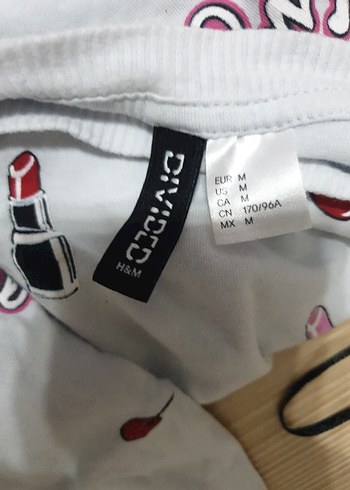 DIVIDED
H&M
EUR M
US M
CA M
CN 170/96A
MX M